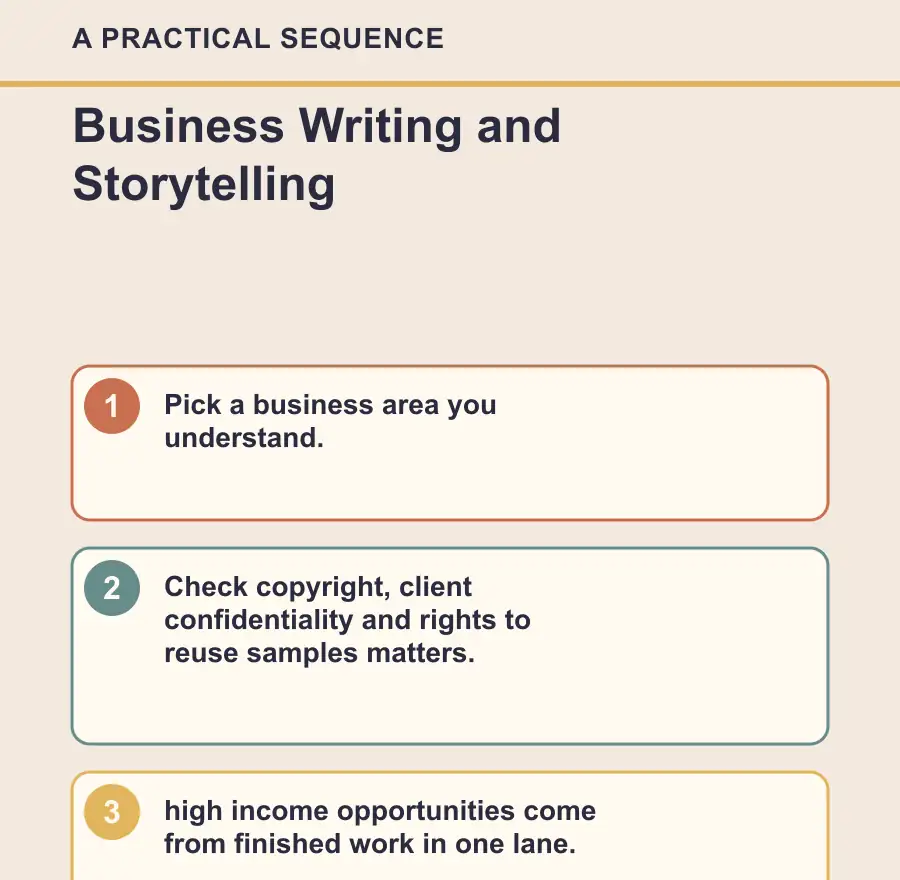 A PRACTICAL SEQUENCE
Business Writing and
Storytelling
1
Pick a business area you
understand.
2
Check copyright, client
confidentiality and rights to
reuse samples matters.
3
high income opportunities come
from finished work in one lane.